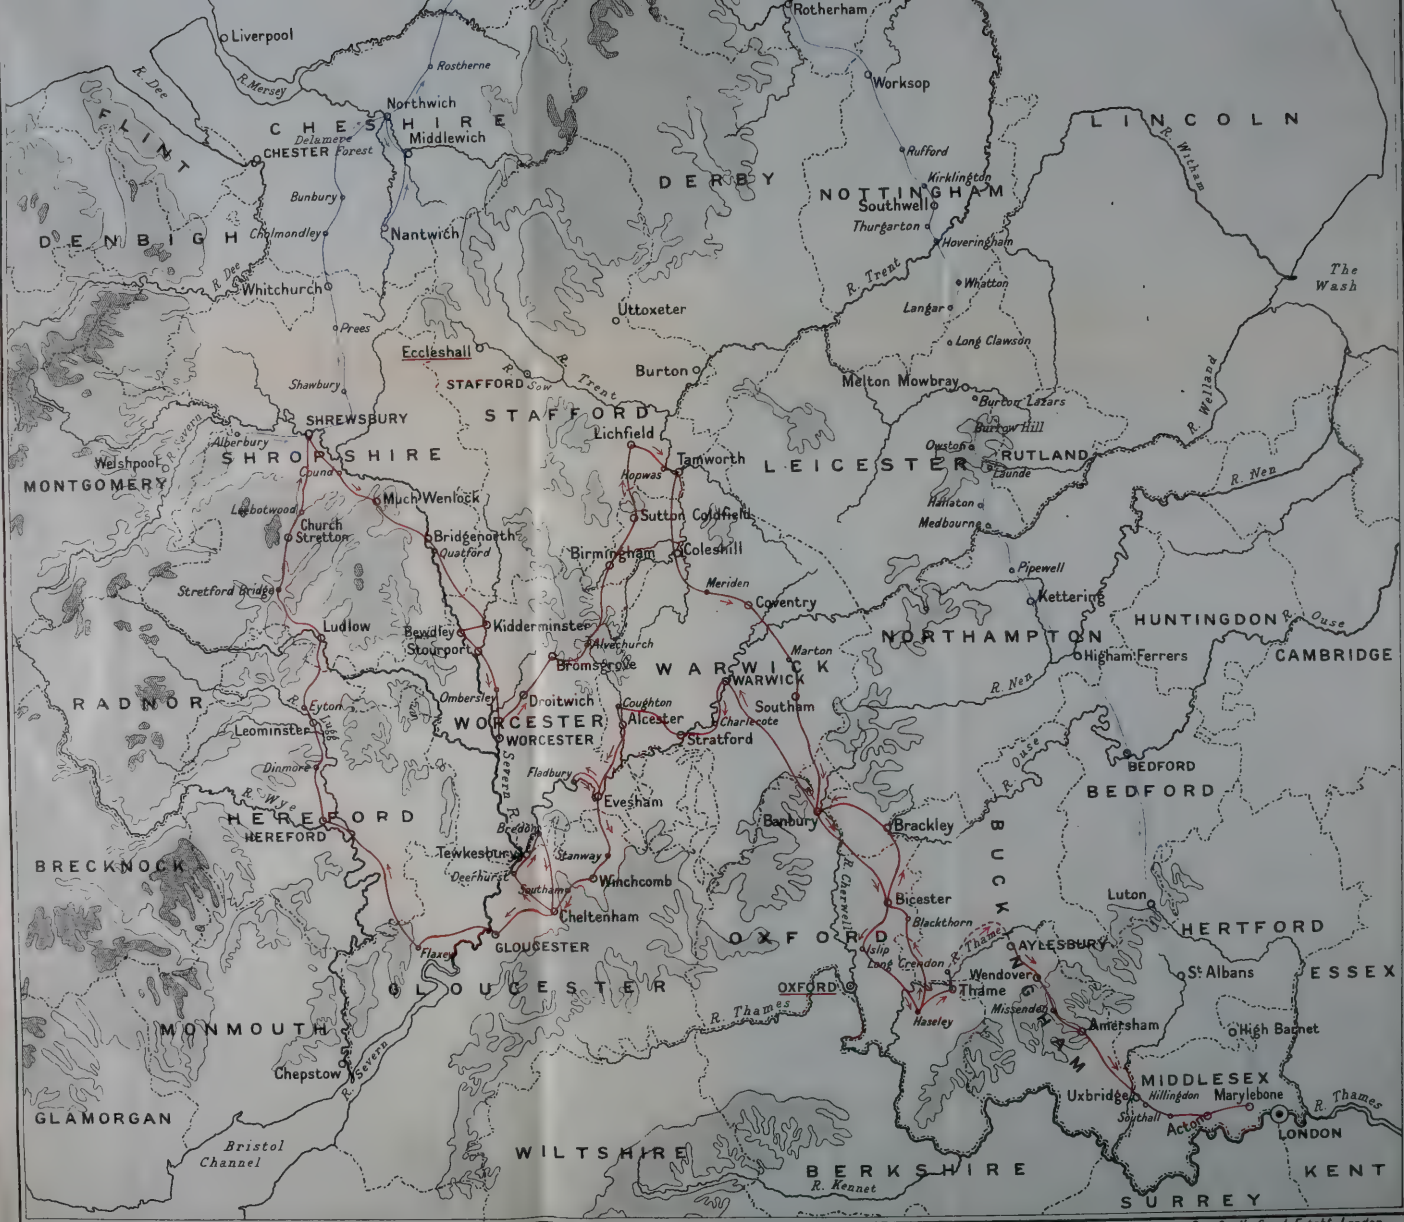 Rotherham
Liverpool
R. Dee
R. Mersey
Rostherne
Worksop
Northwich
FLINT
CHESHIRE
Delamere
Forest
CHESTER
Middlewich
LINCOLN
R. Witham
Rufford
DERBY
Kirklington
NOTTINGHAM
Southwell
Bunbury
Thurgarton
DENBIGH
Cholmondley
Nantwich
Hoveringham
R. Dee
R. Trent
The
Wash
Whitchurch
Whatton
Langar
Uttoxeter
Prees
Long Clawson
Eccleshall
R. Sow
STAFFORD
R. Trent
Burton
Shawbury
Melton Mowbray
Burton Lazars
R. Welland
STAFFORD
SHREWSBURY
Burrow Hill
R. Severn
Alberbury
Lichfield
Owston
SHROPSHIRE
RUTLAND
Welshpool
Tamworth
LEICESTER
Hopwas
Cound
Launde
R. Nen
MONTGOMERY
Much Wenlock
Leebotwood
Hallaton
Church
Stretton
Sutton Coldfield
Medbourne
Bridgenorth
Quatford
Birmingham
Coleshill
Pipewell
Stretford Bridge
Meriden
Kettering
Coventry
HUNTINGDON
R. Ouse
Ludlow
Bewdley
Kidderminster
NORTHAMPTON
Stourport
Alvechurch
Marton
Higham Ferrers
CAMBRIDGE
Bromsgrove
WARWICK
WARWICK
R. Nen
Ombersley
Droitwich
RADNOR
Eyton
R. Lugg
Coughton
Southam
WORCESTER
Alcester
Charlecote
Leominster
WORCESTER
Stratford
R. Ouse
Dinmore
Severn R.
Fladbury
BEDFORD
BEDFORD
R. Wye
Evesham
HEREFORD
HEREFORD
Banbury
Brackley
Bredon
BRECKNOCK
Tewkesbury
Stanway
Deerhurst
Winchcomb
Southam
R. Cherwell
Bicester
Luton
Cheltenham
Blackthorn
HERTFORD
OXFORD
R. Thame
GLOUCESTER
AYLESBURY
Flaxey
Islip
Long Crendon
St. Albans
ESSEX
Wendover
GLOUCESTER
OXFORD
Thame
R. Thames
Missenden
BUCKINGHAM
Haseley
Amersham
High Barnet
MONMOUTH
Chepstow
R. Severn
MIDDLESEX
Uxbridge
Hillingdon
Marylebone
R. Thames
GLAMORGAN
Southall
Acton
LONDON
Bristol
Channel
WILTSHIRE
BERKSHIRE
KENT
R. Kennet
SURREY